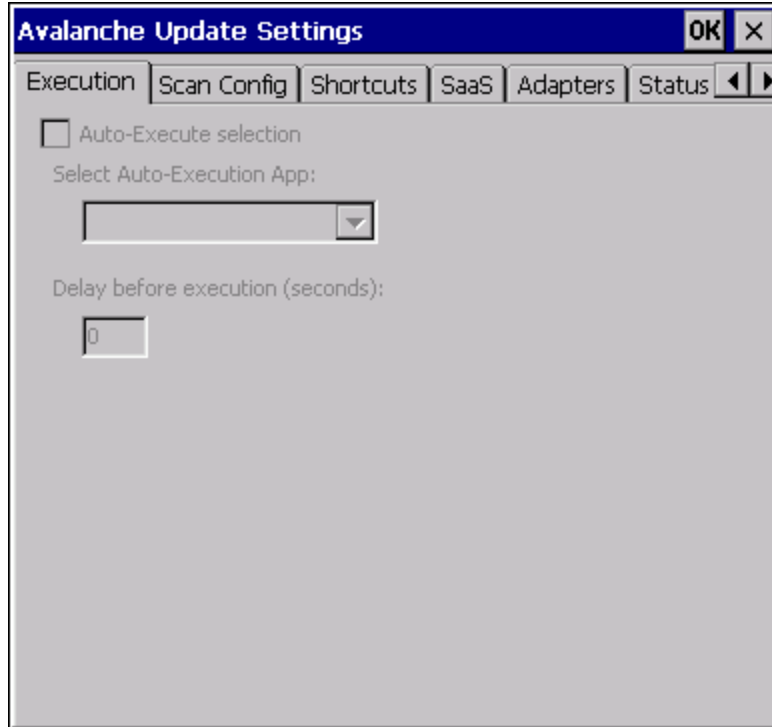 Avalanche Update Settings OK ×
Execution Scan Config Shortcuts SaaS Adapters Status
Auto-Execute selection
Select Auto-Execution App:
Delay before execution (seconds):
0